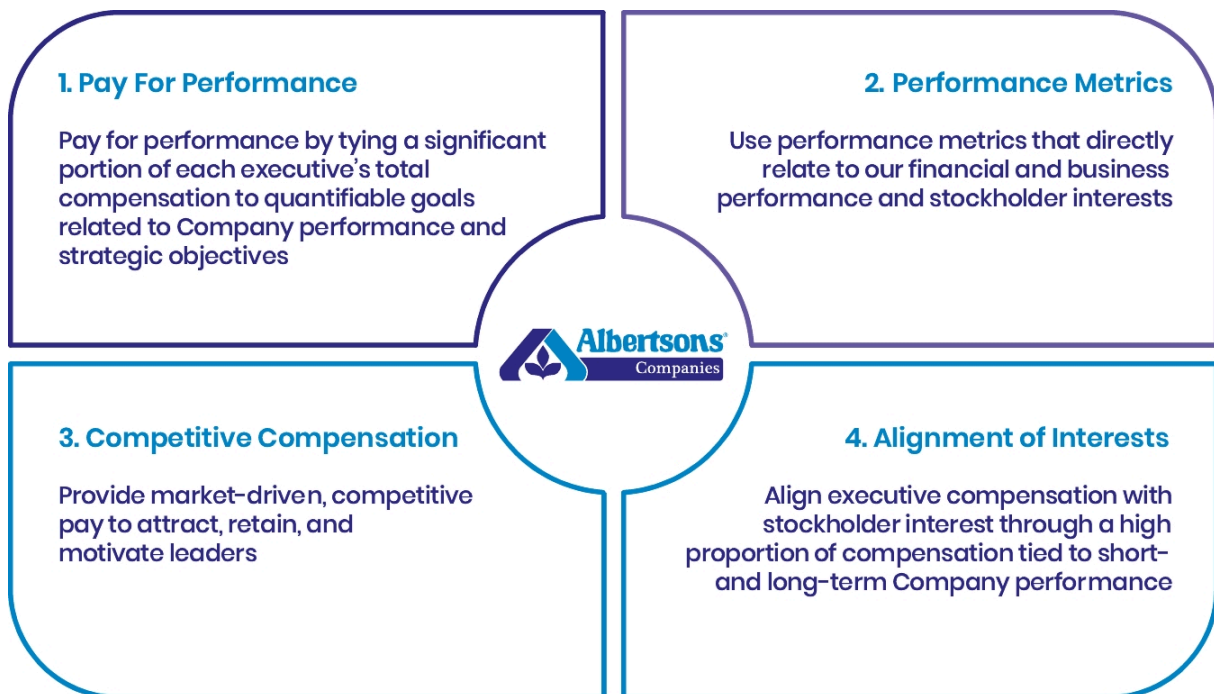 1. Pay For Performance
Pay for performance by tying a significant
portion of each executive’s total
compensation to quantifiable goals
related to Company performance and
strategic objectives
2. Performance Metrics
Use performance metrics that directly
relate to our financial and business
performance and stockholder interests
Albertsons®
Companies
3. Competitive Compensation
Provide market-driven, competitive
pay to attract, retain, and
motivate leaders
4. Alignment of Interests
Align executive compensation with
stockholder interest through a high
proportion of compensation tied to short-
and long-term Company performance